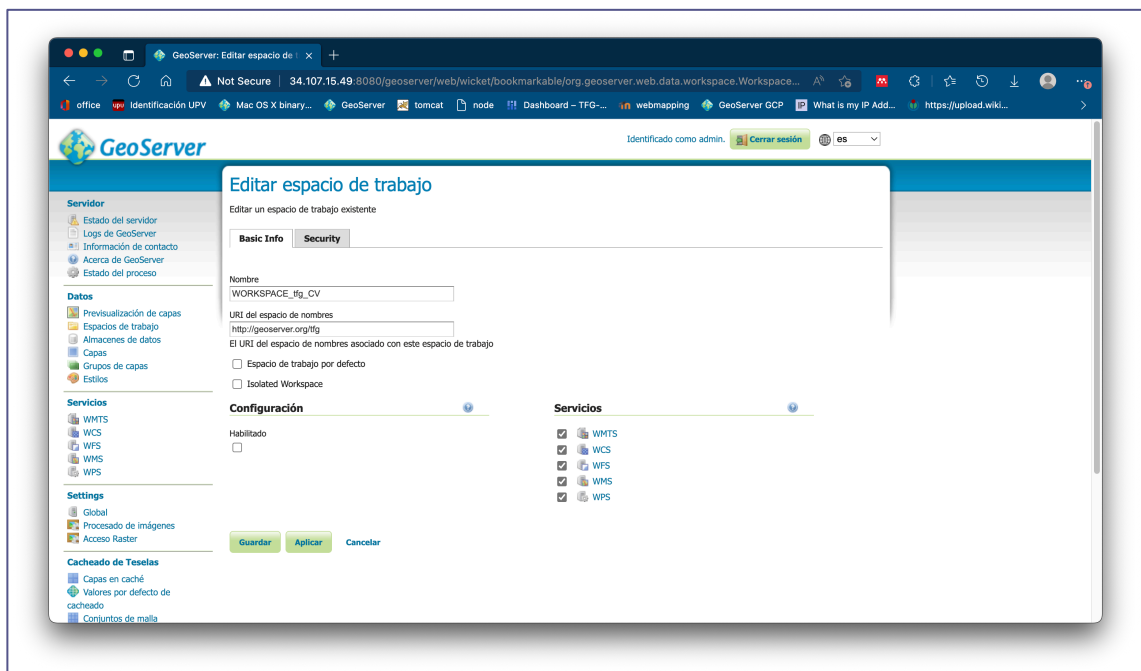 GeoServer: Editar espacio de t
Not Secure 34.107.15.49:8080/geoserver/web/wicket/bookmarkable/org.geoserver.web.data.workspace.Workspace...
office upv Identificación UPV Mac OS X binary... GeoServer tomcat node Dashboard – TFG-... webmapping GeoServer GCP IP What is my IP Add... https://upload.wiki...
GeoServer
Identificado como admin. Cerrar sesión es
Editar espacio de trabajo
Editar un espacio de trabajo existente
Basic Info Security
Nombre
WORKSPACE_tfg_CV
URI del espacio de nombres
http://geoserver.org/tfg
El URI del espacio de nombres asociado con este espacio de trabajo
Espacio de trabajo por defecto
Isolated Workspace
Configuración
Habilitado
Servicios
WMTS
WCS
WFS
WMS
WPS
Guardar Aplicar Cancelar
Servidor
Estado del servidor
Logs de GeoServer
Información de contacto
Acerca de GeoServer
Estado del proceso
Datos
Previsualización de capas
Espacios de trabajo
Almacenes de datos
Capas
Grupos de capas
Estilos
Servicios
WMTS
WCS
WFS
WMS
WPS
Settings
Global
Procesado de imágenes
Acceso Raster
Cacheado de Teselas
Capas en caché
Valores por defecto de
cacheado
Conjuntos de malla